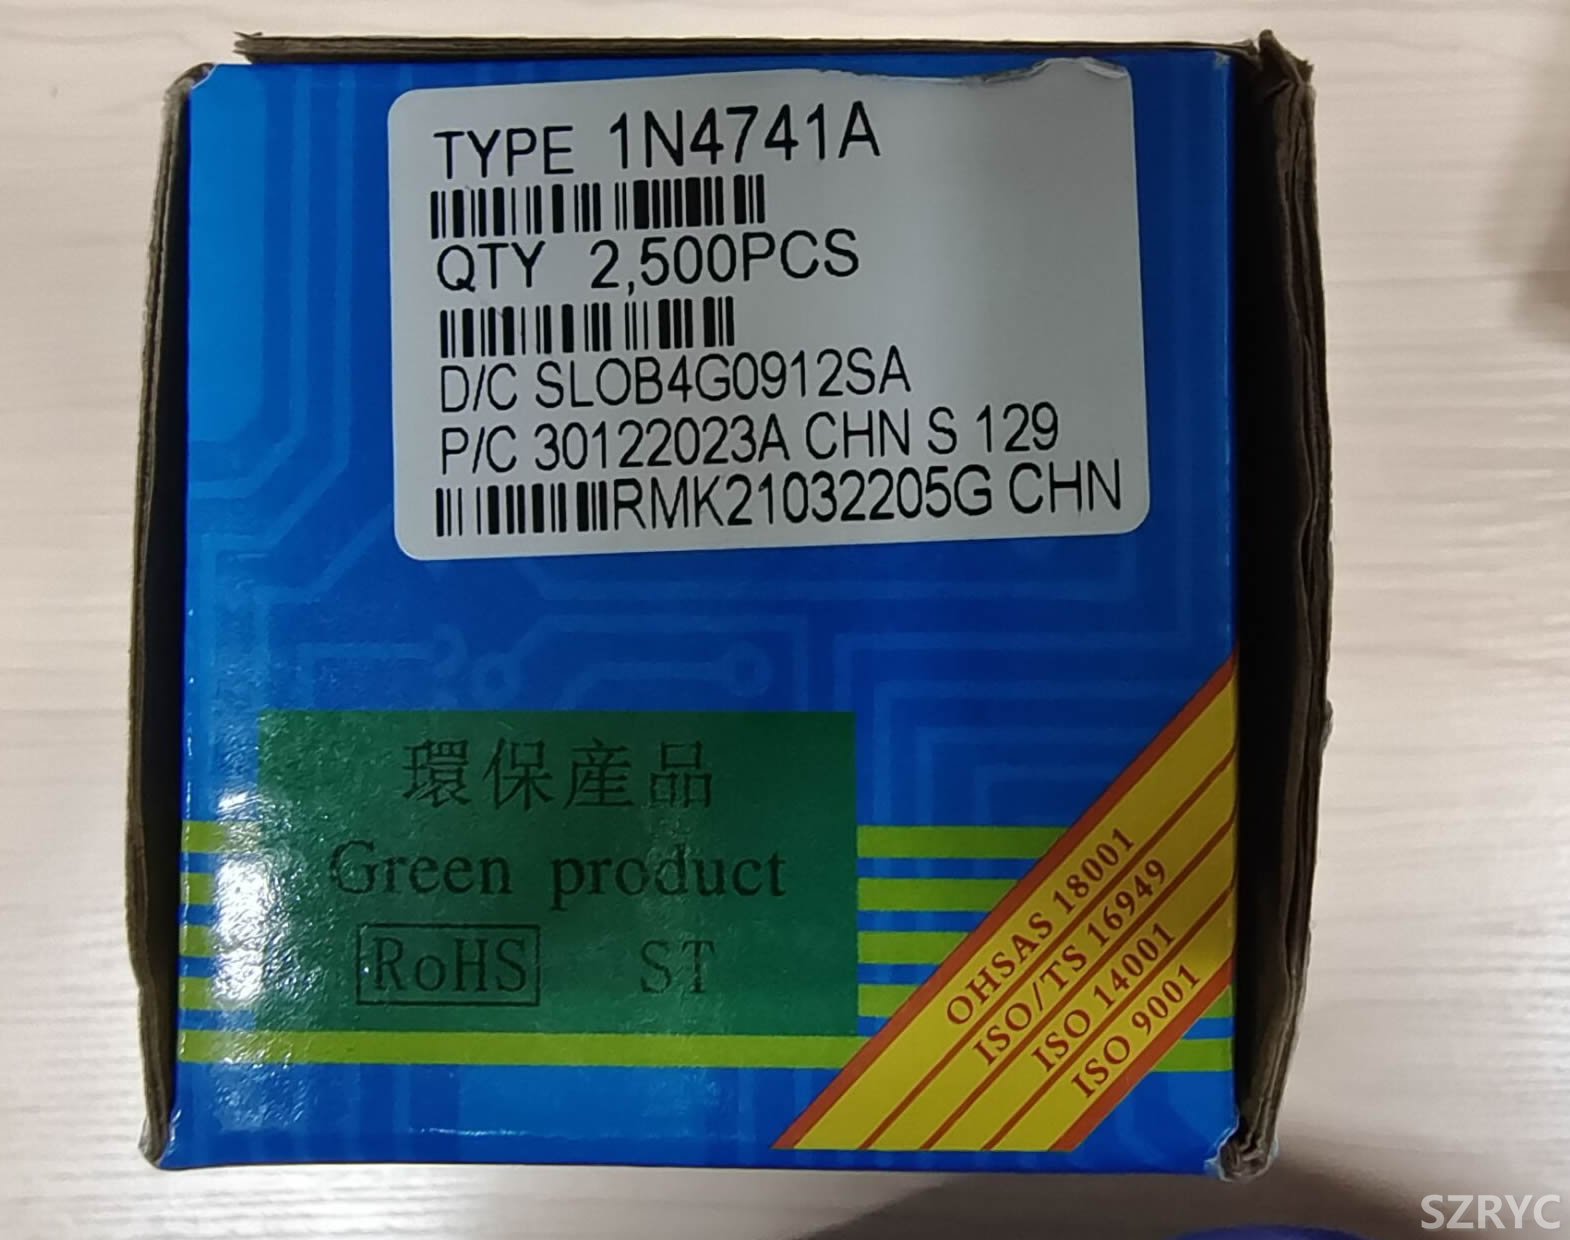 TYPE 1N4741A
QTY 2,500PCS
D/C SLOB4G0912SA
P/C 30122023A CHN S 129
RMK21032205G CHN
環保産品
Green product
RoHS ST
OHSAS 18001
ISO/TS 16949
ISO 14001
ISO 9001
SZRYC